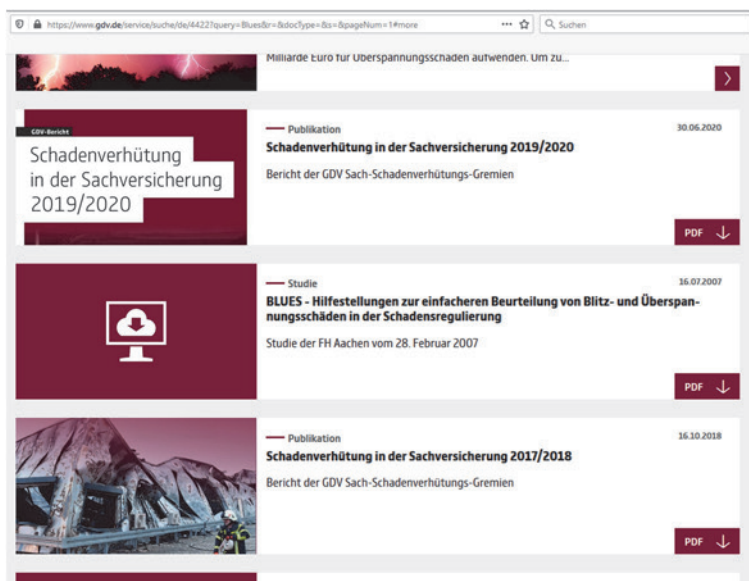 https://www.gdv.de/service/suche/de/4422?query=Blues&r=&docType=&s=&pageNum=1#more
Suchen
Milliarde Euro für Überspannungsschäden aufwenden. Um zu...
GDV-Bericht
Schadenverhütung
in der Sachversicherung
2019/2020
Publikation
30.06.2020
Schadenverhütung in der Sachversicherung 2019/2020
Bericht der GDV Sach-Schadenverhütungs-Gremien
PDF
Studie
16.07.2007
BLUES - Hilfestellungen zur einfacheren Beurteilung von Blitz- und Überspan-
nungsschäden in der Schadensregulierung
Studie der FH Aachen vom 28. Februar 2007
PDF
Publikation
16.10.2018
Schadenverhütung in der Sachversicherung 2017/2018
Bericht der GDV Sach-Schadenverhütungs-Gremien
PDF